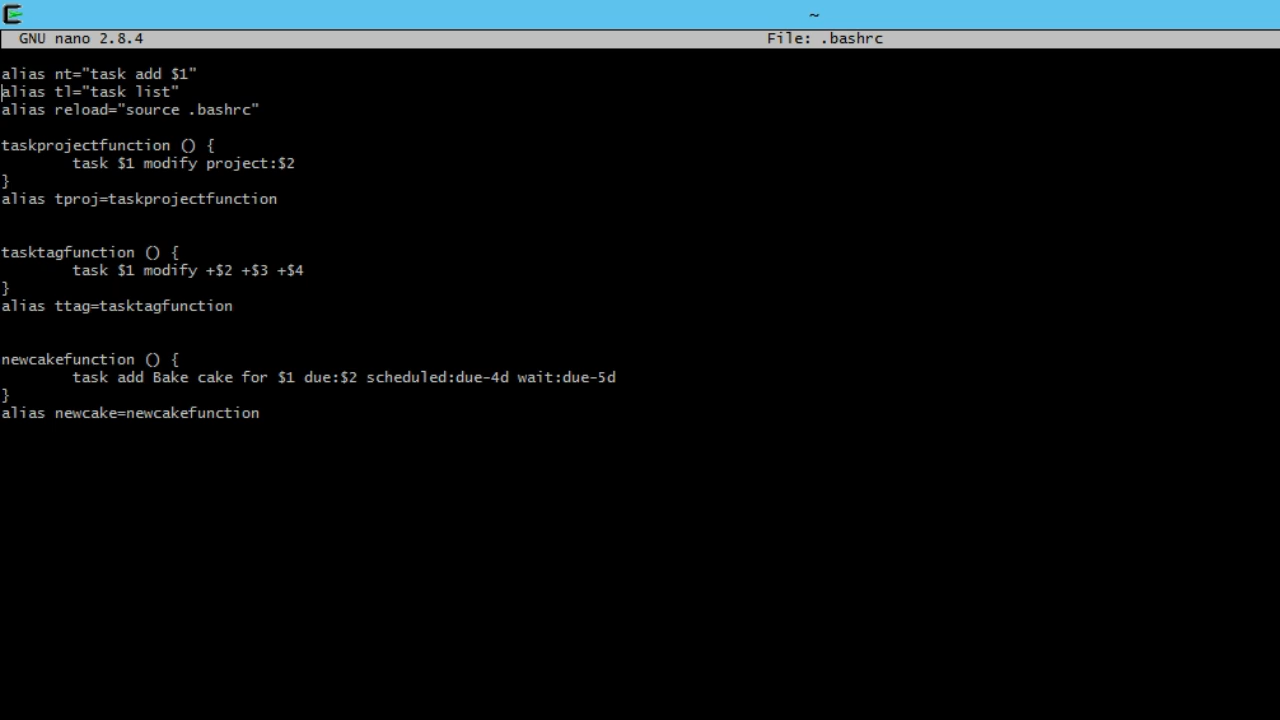 ~
GNU nano 2.8.4 File: .bashrc
alias nt="task add $1"
alias tl="task list"
alias reload="source .bashrc"
taskprojectfunction () {
task $1 modify project:$2
}
alias tproj=taskprojectfunction
tasktagfunction () {
task $1 modify +$2 +$3 +$4
}
alias ttag=tasktagfunction
newcakefunction () {
task add Bake cake for $1 due:$2 scheduled:due-4d wait:due-5d
}
alias newcake=newcakefunction